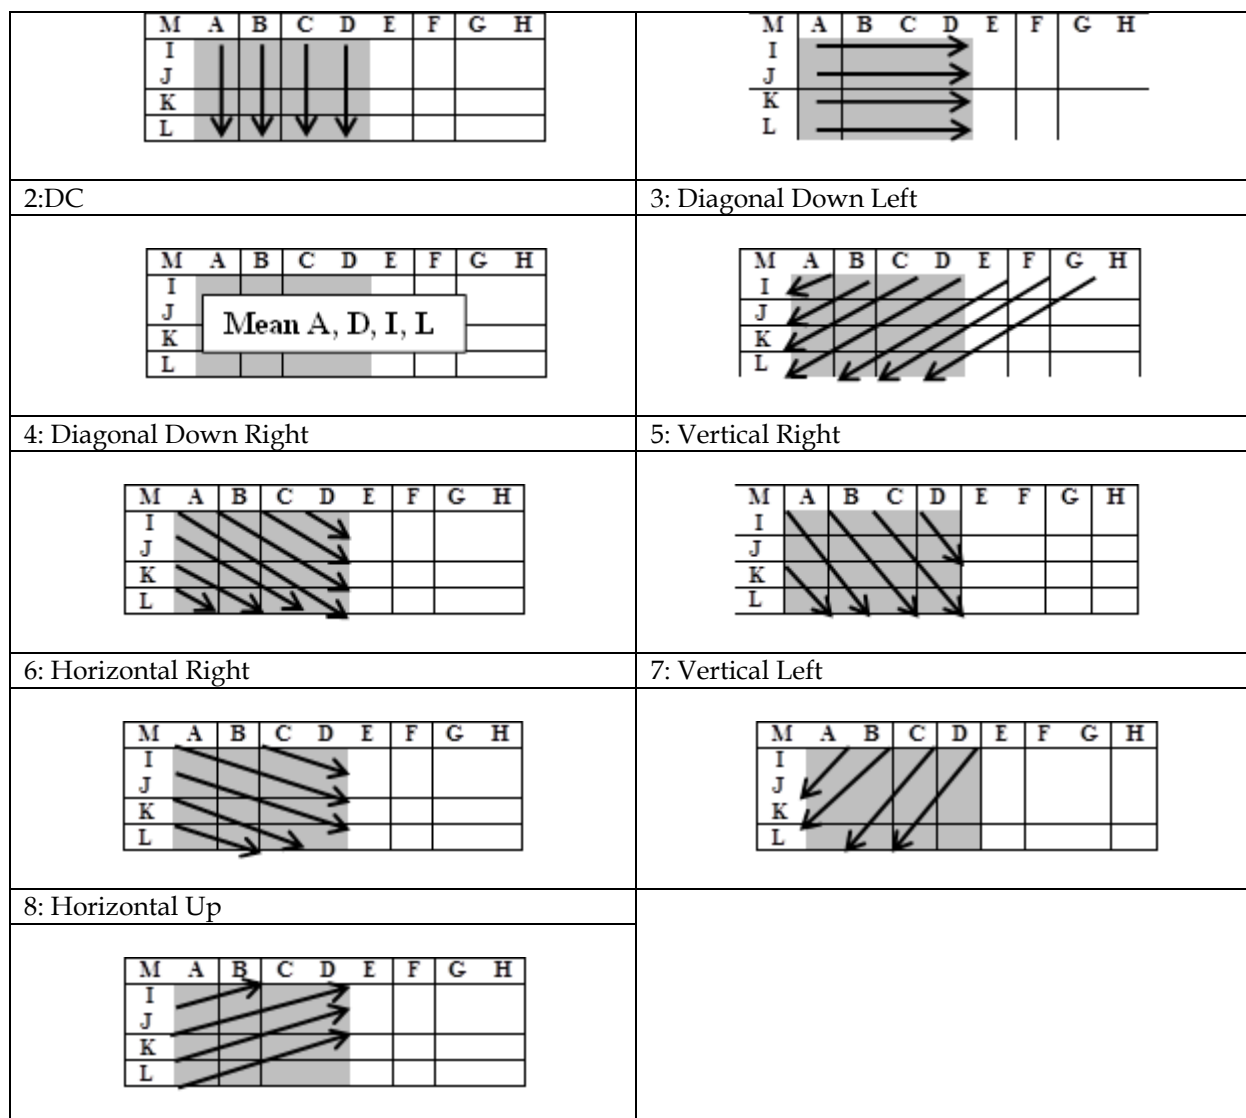 M A B C D E F G H
I
J
K
L
M A B C D E F G H
I
J
K
L
2:DC
3: Diagonal Down Left
M A B C D E F G H
I
J
K
L
Mean A, D, I, L
M A B C D E F G H
I
J
K
L
4: Diagonal Down Right
5: Vertical Right
M A B C D E F G H
I
J
K
L
M A B C D E F G H
I
J
K
L
6: Horizontal Right
7: Vertical Left
M A B C D E F G H
I
J
K
L
M A B C D E F G H
I
J
K
L
8: Horizontal Up
M A B C D E F G H
I
J
K
L